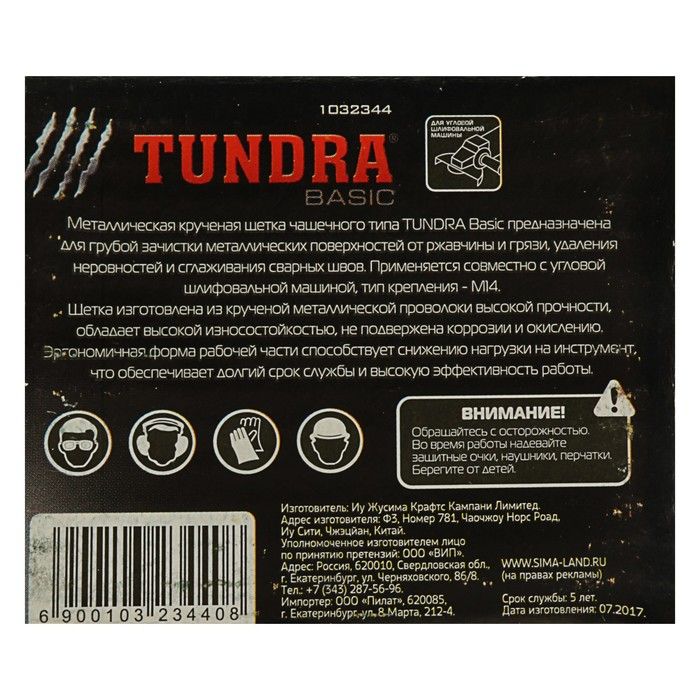 1032344
TUNDRA®
BASIC
ДЛЯ УГЛОВОЙ
ШЛИФОВАЛЬНОЙ
МАШИНЫ
Металлическая крученая щетка чашечного типа TUNDRA Basic предназначена
для грубой зачистки металлических поверхностей от ржавчины и грязи, удаления
неровностей и сглаживания сварных швов. Применяется совместно с угловой
шлифовальной машиной, тип крепления - М14.
Щетка изготовлена из крученой металлической проволоки высокой прочности,
обладает высокой износостойкостью, не подвержена коррозии и окислению.
Эргономичная форма рабочей части способствует снижению нагрузки на инструмент,
что обеспечивает долгий срок службы и высокую эффективность работы.
ВНИМАНИЕ!
Обращайтесь с осторожностью.
Во время работы надевайте
защитные очки, наушники, перчатки.
Берегите от детей.
Изготовитель: Иу Жусима Крафтс Кампани Лимитед.
Адрес изготовителя: Ф3, Номер 781, Чаочжоу Норс Роад,
Иу Сити, Чжэцзян, Китай.
Уполномоченное изготовителем лицо
по принятию претензий: ООО «ВИП».
Адрес: Россия, 620010, Свердловская обл.,
г. Екатеринбург, ул. Черняховского, 86/8.
Тел.: +7 (343) 287-56-96.
Импортер: ООО «Пилат», 620085,
г. Екатеринбург, ул. 8 Марта, 212-4.
WWW.SIMA-LAND.RU
(на правах рекламы)
Срок службы: 5 лет.
Дата изготовления: 07.2017.
6 900103 234408